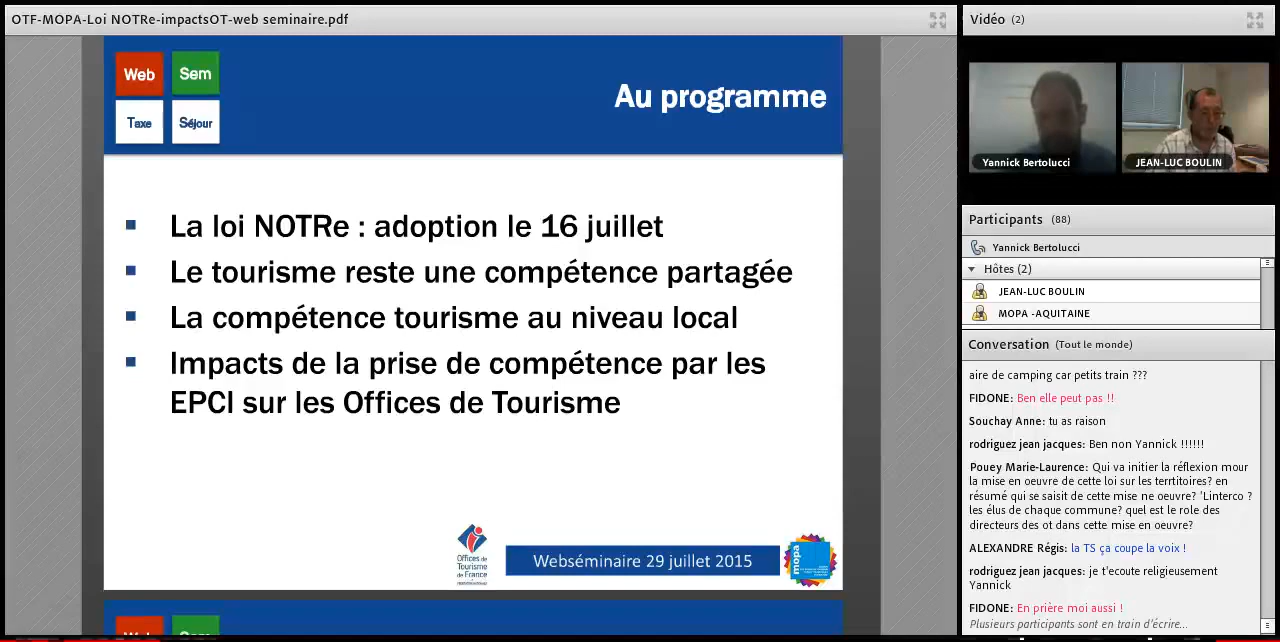 OTF-MOPA-Loi NOTRe-impactsOT-web seminaire.pdf
Web
Sem
Taxe
Séjour
Au programme
La loi NOTRe : adoption le 16 juillet
Le tourisme reste une compétence partagée
La compétence tourisme au niveau local
Impacts de la prise de compétence par les
EPCI sur les Offices de Tourisme
Offices de
Tourisme
de France
Webséminaire 29 juillet 2015
mopa
Web
Sem
Vidéo (2)
Yannick Bertolucci
JEAN-LUC BOULIN
Participants (88)
Yannick Bertolucci
Hôtes (2)
JEAN-LUC BOULIN
MOPA -AQUITAINE
Conversation (Tout le monde)
aire de camping car petits train ???
FIDONE: Ben elle peut pas !!
Souchay Anne: tu as raison
rodriguez jean jacques: Ben non Yannick !!!!!!
Pouey Marie-Laurence: Qui va initier la réflexion mour
la mise en oeuvre de cette loi sur les terrtitoires? en
résumé qui se saisit de cette mise ne oeuvre? 'Linterco ?
les élus de chaque commune? quel est le role des
directeurs des ot dans cette mise en oeuvre?
ALEXANDRE Régis: la TS ça coupe la voix !
rodriguez jean jacques: je t'ecoute religieusement
Yannick
FIDONE: En prière moi aussi !
Plusieurs participants sont en train d'écrire...